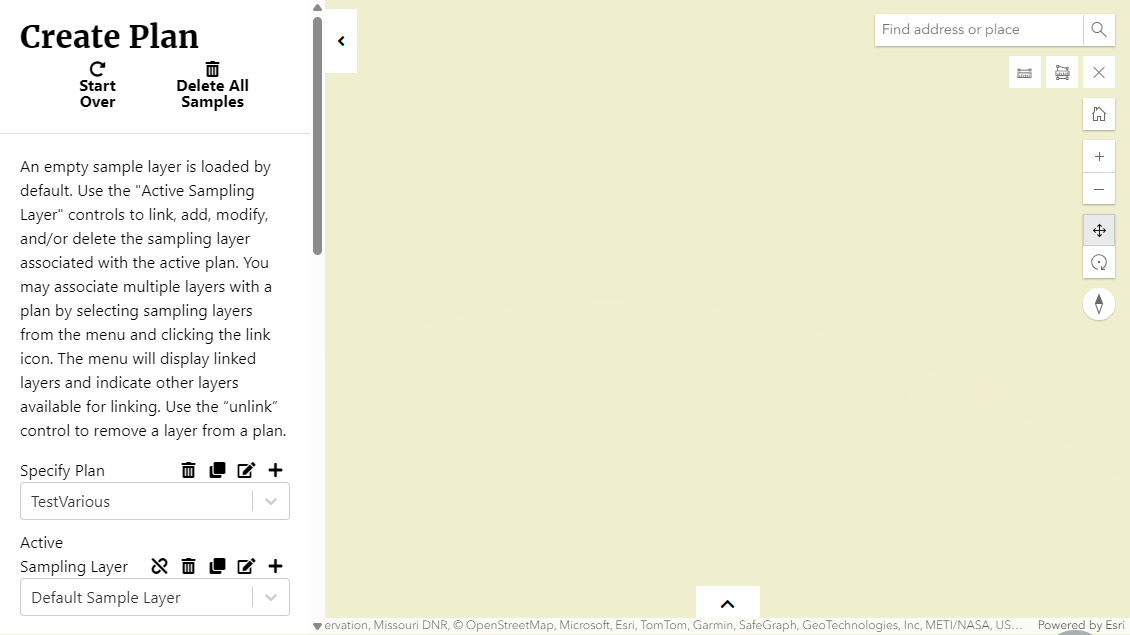 Create Plan
Start
Over
Delete All
Samples
An empty sample layer is loaded by
default. Use the "Active Sampling
Layer" controls to link, add, modify,
and/or delete the sampling layer
associated with the active plan. You
may associate multiple layers with a
plan by selecting sampling layers
from the menu and clicking the link
icon. The menu will display linked
layers and indicate other layers
available for linking. Use the “unlink”
control to remove a layer from a plan.
Specify Plan
TestVarious
Active
Sampling Layer
Default Sample Layer
Find address or place
ervation, Missouri DNR, © OpenStreetMap, Microsoft, Esri, TomTom, Garmin, SafeGraph, GeoTechnologies, Inc, METI/NASA, US... Powered by Esri